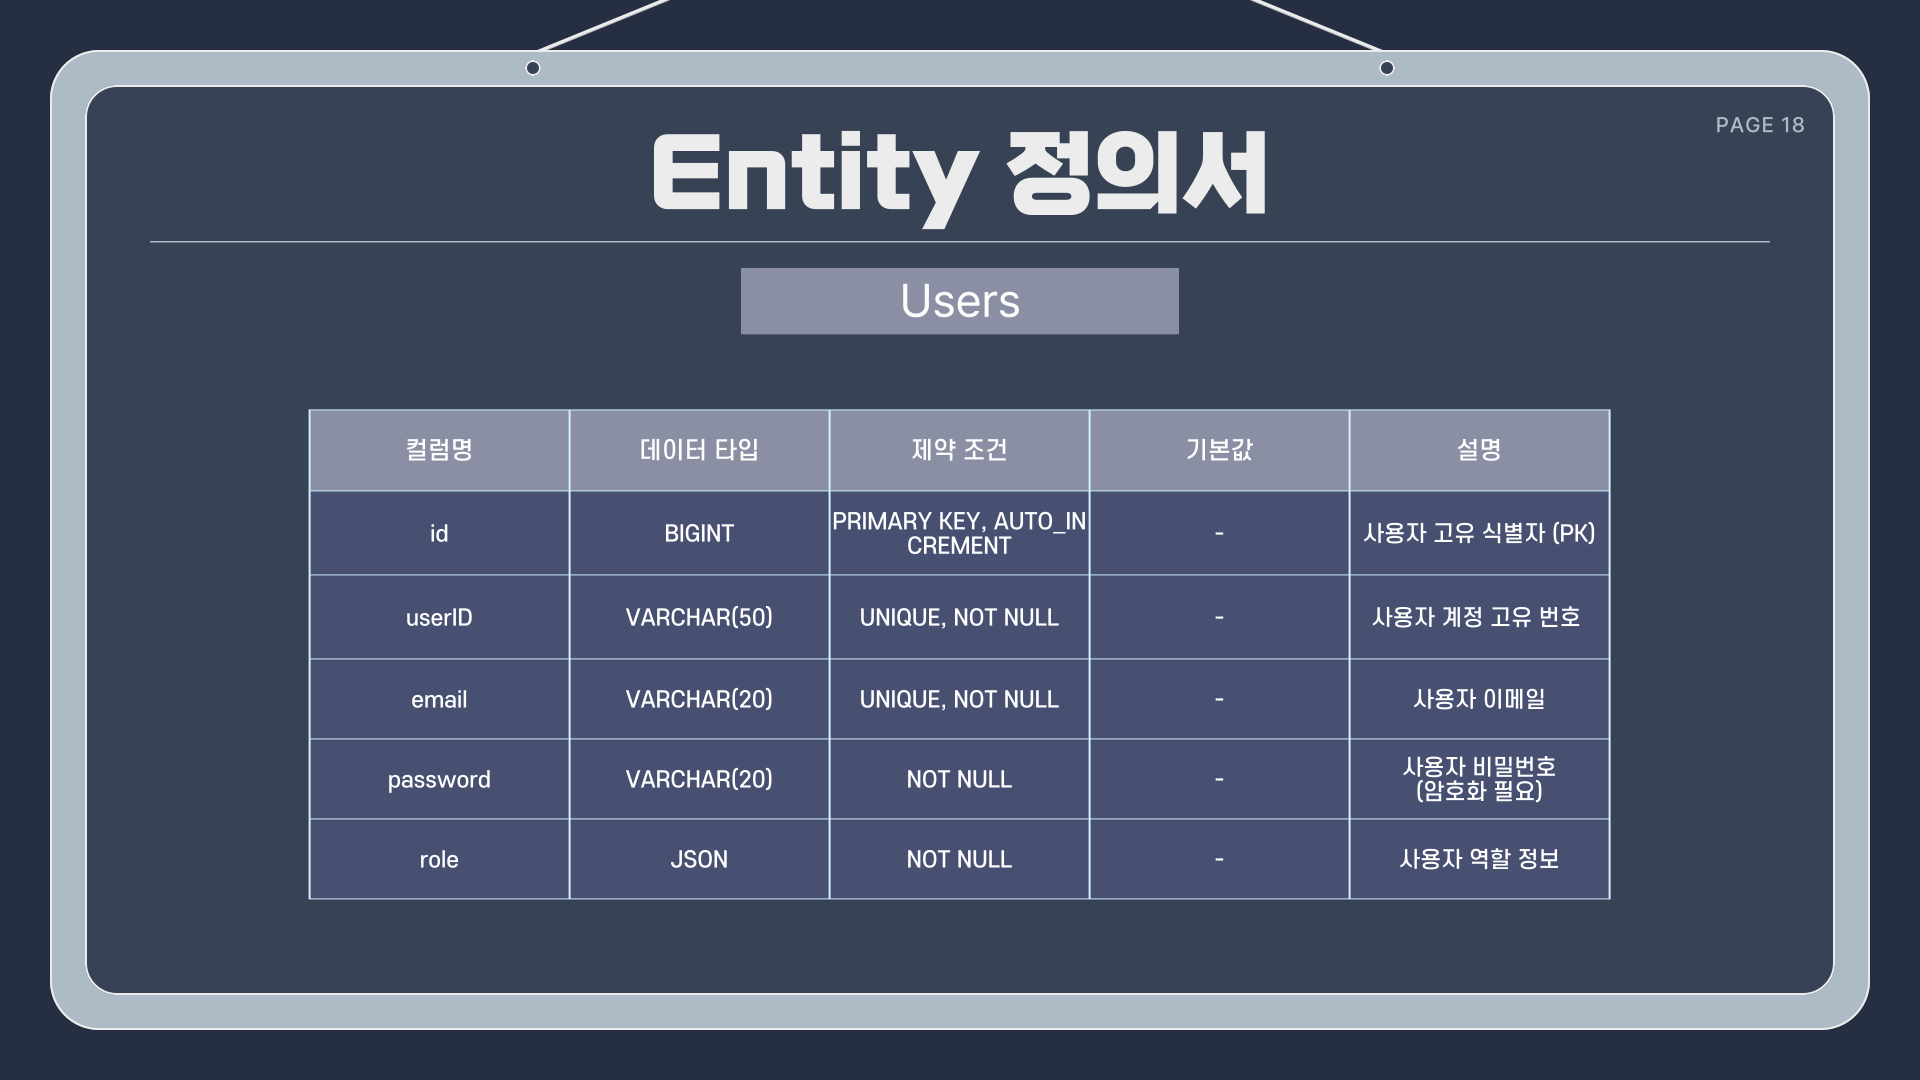 PAGE 18
Entity 정의서
Users
컬럼명 데이터 타입 제약 조건 기본값 설명
id BIGINT PRIMARY KEY, AUTO_IN
CREMENT - 사용자 고유 식별자 (PK)
userID VARCHAR(50) UNIQUE, NOT NULL - 사용자 계정 고유 번호
email VARCHAR(20) UNIQUE, NOT NULL - 사용자 이메일
password VARCHAR(20) NOT NULL - 사용자 비밀번호
(암호화 필요)
role JSON NOT NULL - 사용자 역할 정보